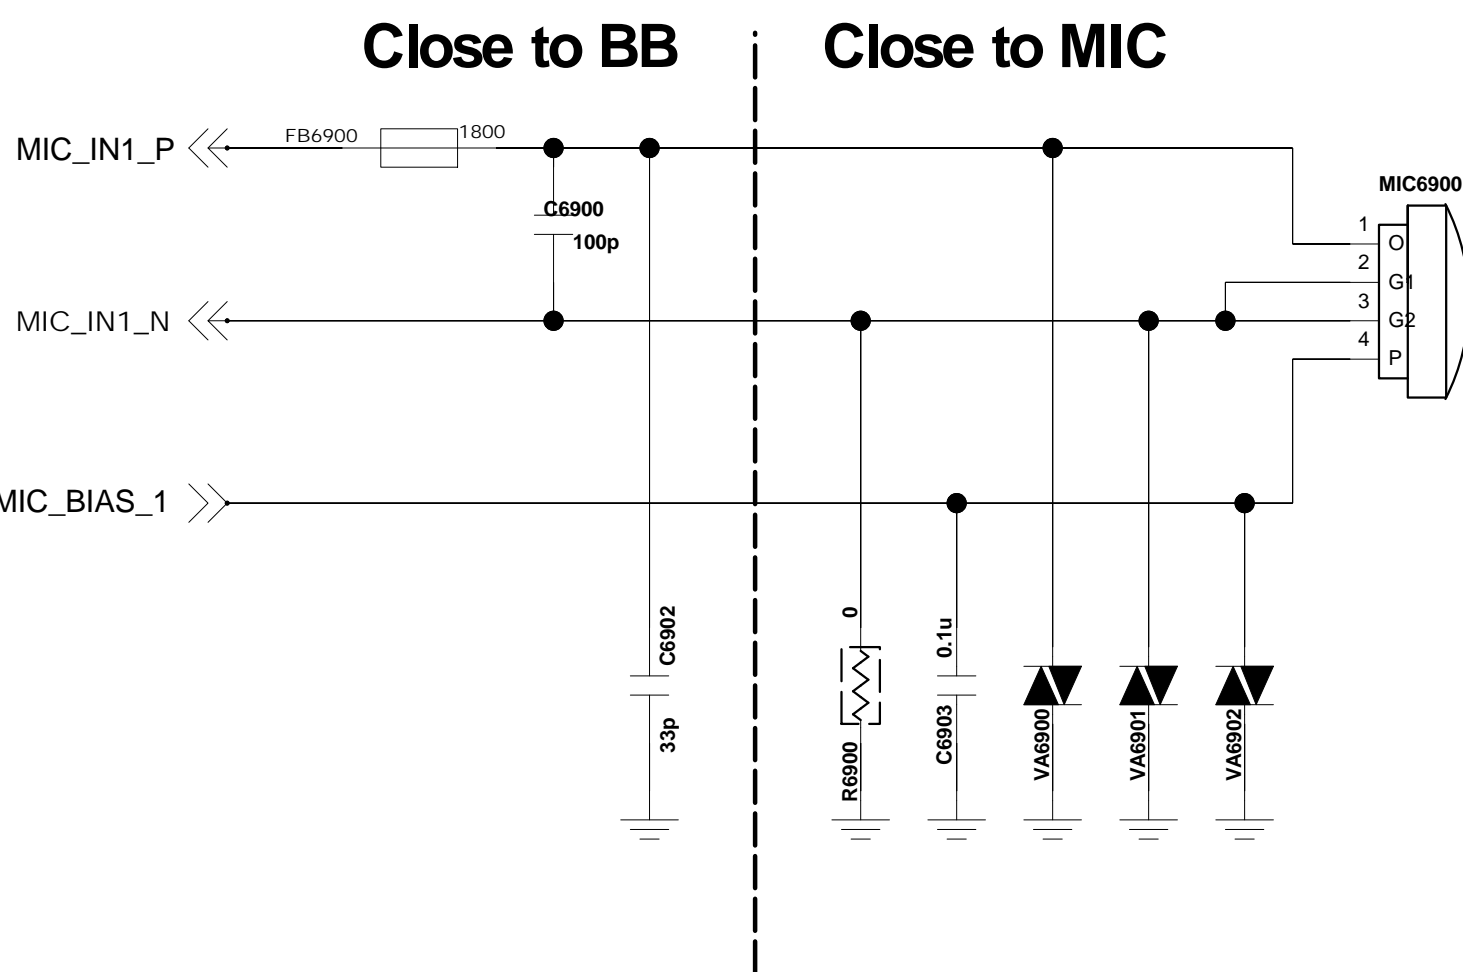 Close to BB
Close to MIC
MIC_IN1_P
FB6900
1800
MIC6900
C6900
100p
1
O
2
G1
3
G2
4
P
MIC_IN1_N
MIC_BIAS_1
C6902
33p
0
R6900
0.1u
C6903
VA6900
VA6901
VA6902